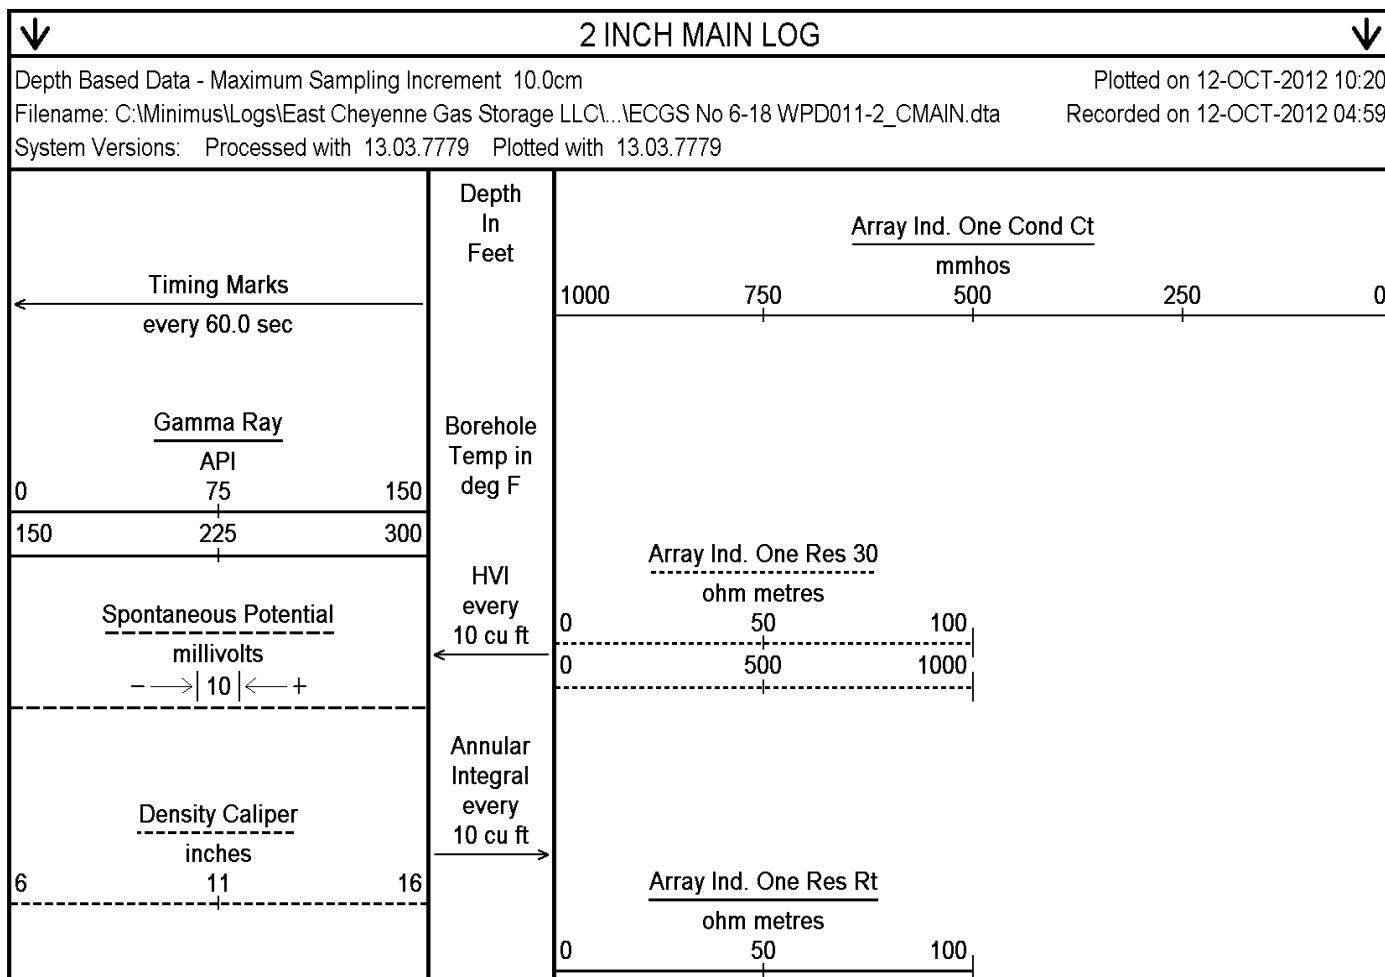 2 INCH MAIN LOG
Depth Based Data - Maximum Sampling Increment 10.0cm
Plotted on 12-OCT-2012 10:20
Filename: C:\Minimus\Logs\East Cheyenne Gas Storage LLC\...\ECGS No 6-18 WPD011-2_CMAIN.dta
Recorded on 12-OCT-2012 04:59
System Versions: Processed with 13.03.7779 Plotted with 13.03.7779
Timing Marks
every 60.0 sec
Gamma Ray
API
0 75 150
150 225 300
Spontaneous Potential
millivolts
- 10 +
Density Caliper
inches
6 11 16
Depth
In
Feet
Borehole
Temp in
deg F
HVI
every
10 cu ft
Annular
Integral
every
10 cu ft
Array Ind. One Cond Ct
mmhos
1000 750 500 250 0
Array Ind. One Res 30
ohm metres
0 50 100
0 500 1000
Array Ind. One Res Rt
ohm metres
0 50 100